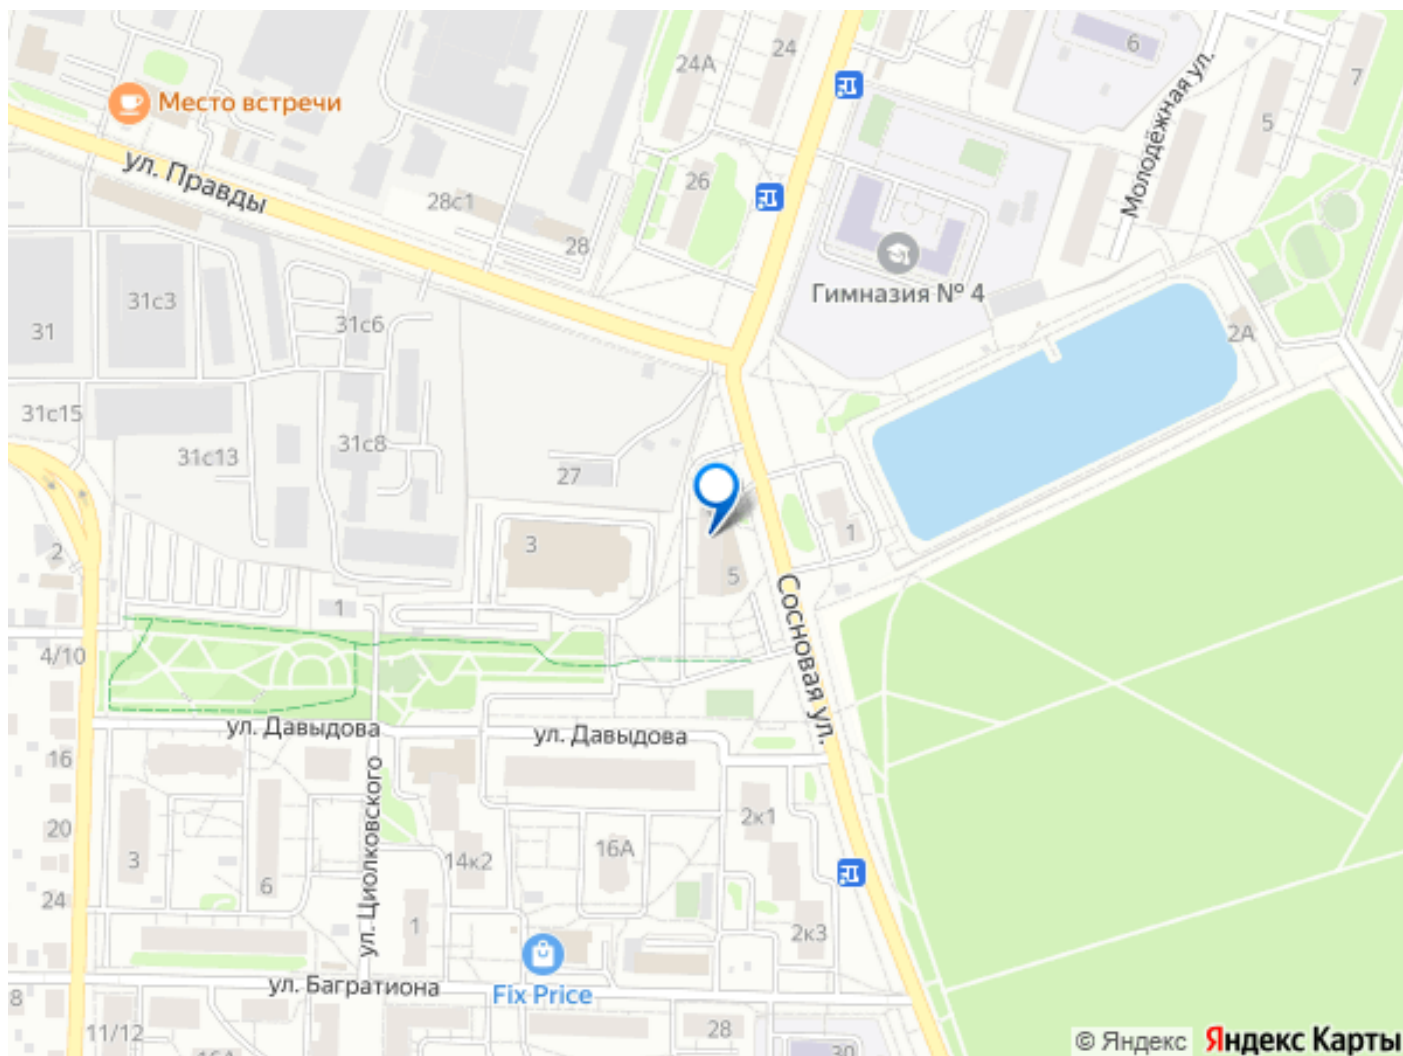 24
6
24А
7
Место встречи
5
Молодёжная ул.
ул. Правды
26
28с1
28
Гимназия № 4
31с3
31с6
31
2А
31с15
31с8
31с13
27
1
3
2
5
1
Сосновая ул.
4/10
ул. Давыдова
ул. Давыдова
16
ул. Циолковского
2к1
20
16А
3
14к2
6
24
1
2к3
ул. Багратиона
Fix Price
8
11/12
28
16А
30
© Яндекс Яндекс Карты